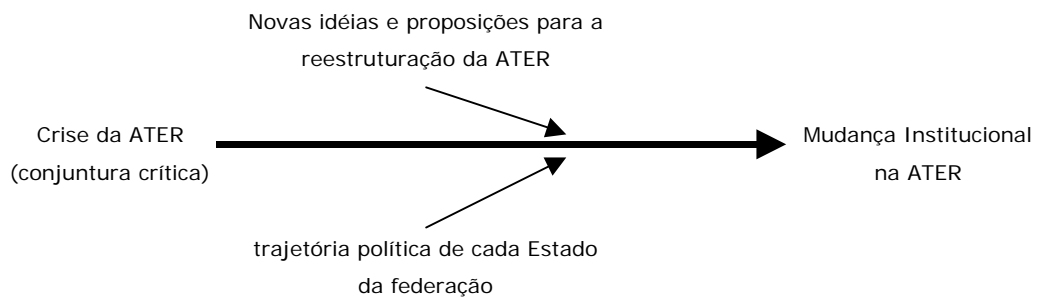 Novas idéias e proposições para a
reestruturação da ATER
Crise da ATER
(conjuntura crítica)
Mudança Institucional
na ATER
trajetória política de cada Estado
da federação